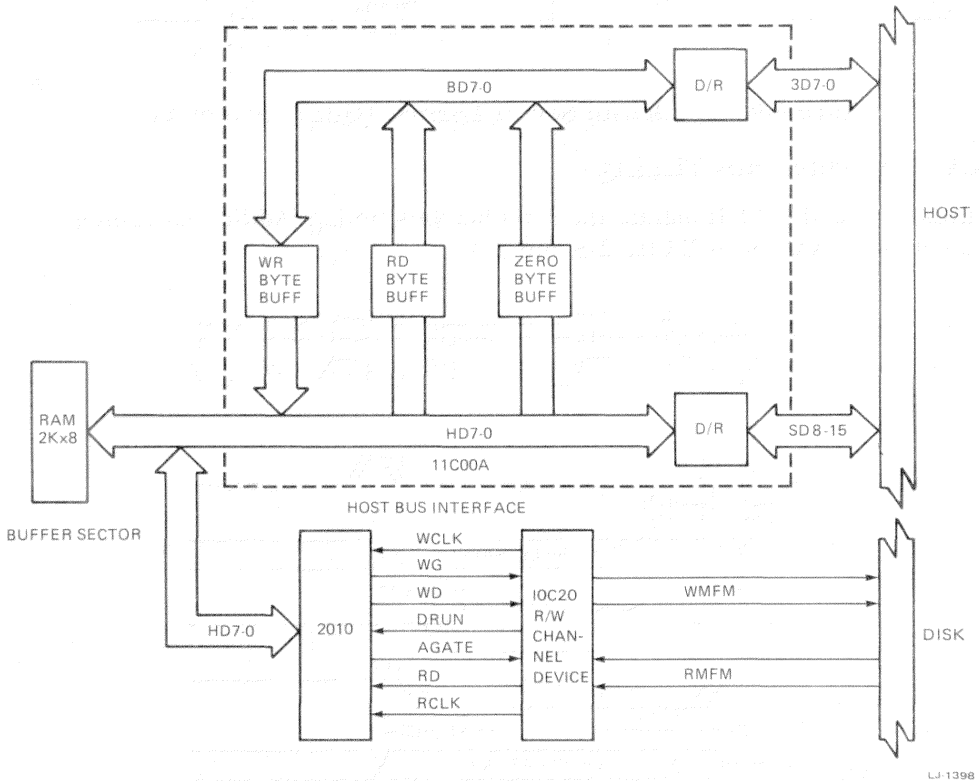 BD7-0
D/R
3D7-0
HOST
WR
BYTE
BUFF
RD
BYTE
BUFF
ZERO
BYTE
BUFF
RAM
2Kx8
HD7-0
D/R
SD8-15
11C00A
HOST BUS INTERFACE
BUFFER SECTOR
HD7-0
2010
WCLK
WG
WD
DRUN
AGATE
RD
RCLK
10C20
R/W
CHAN-
NEL
DEVICE
WMFM
RMFM
DISK
LJ-1398